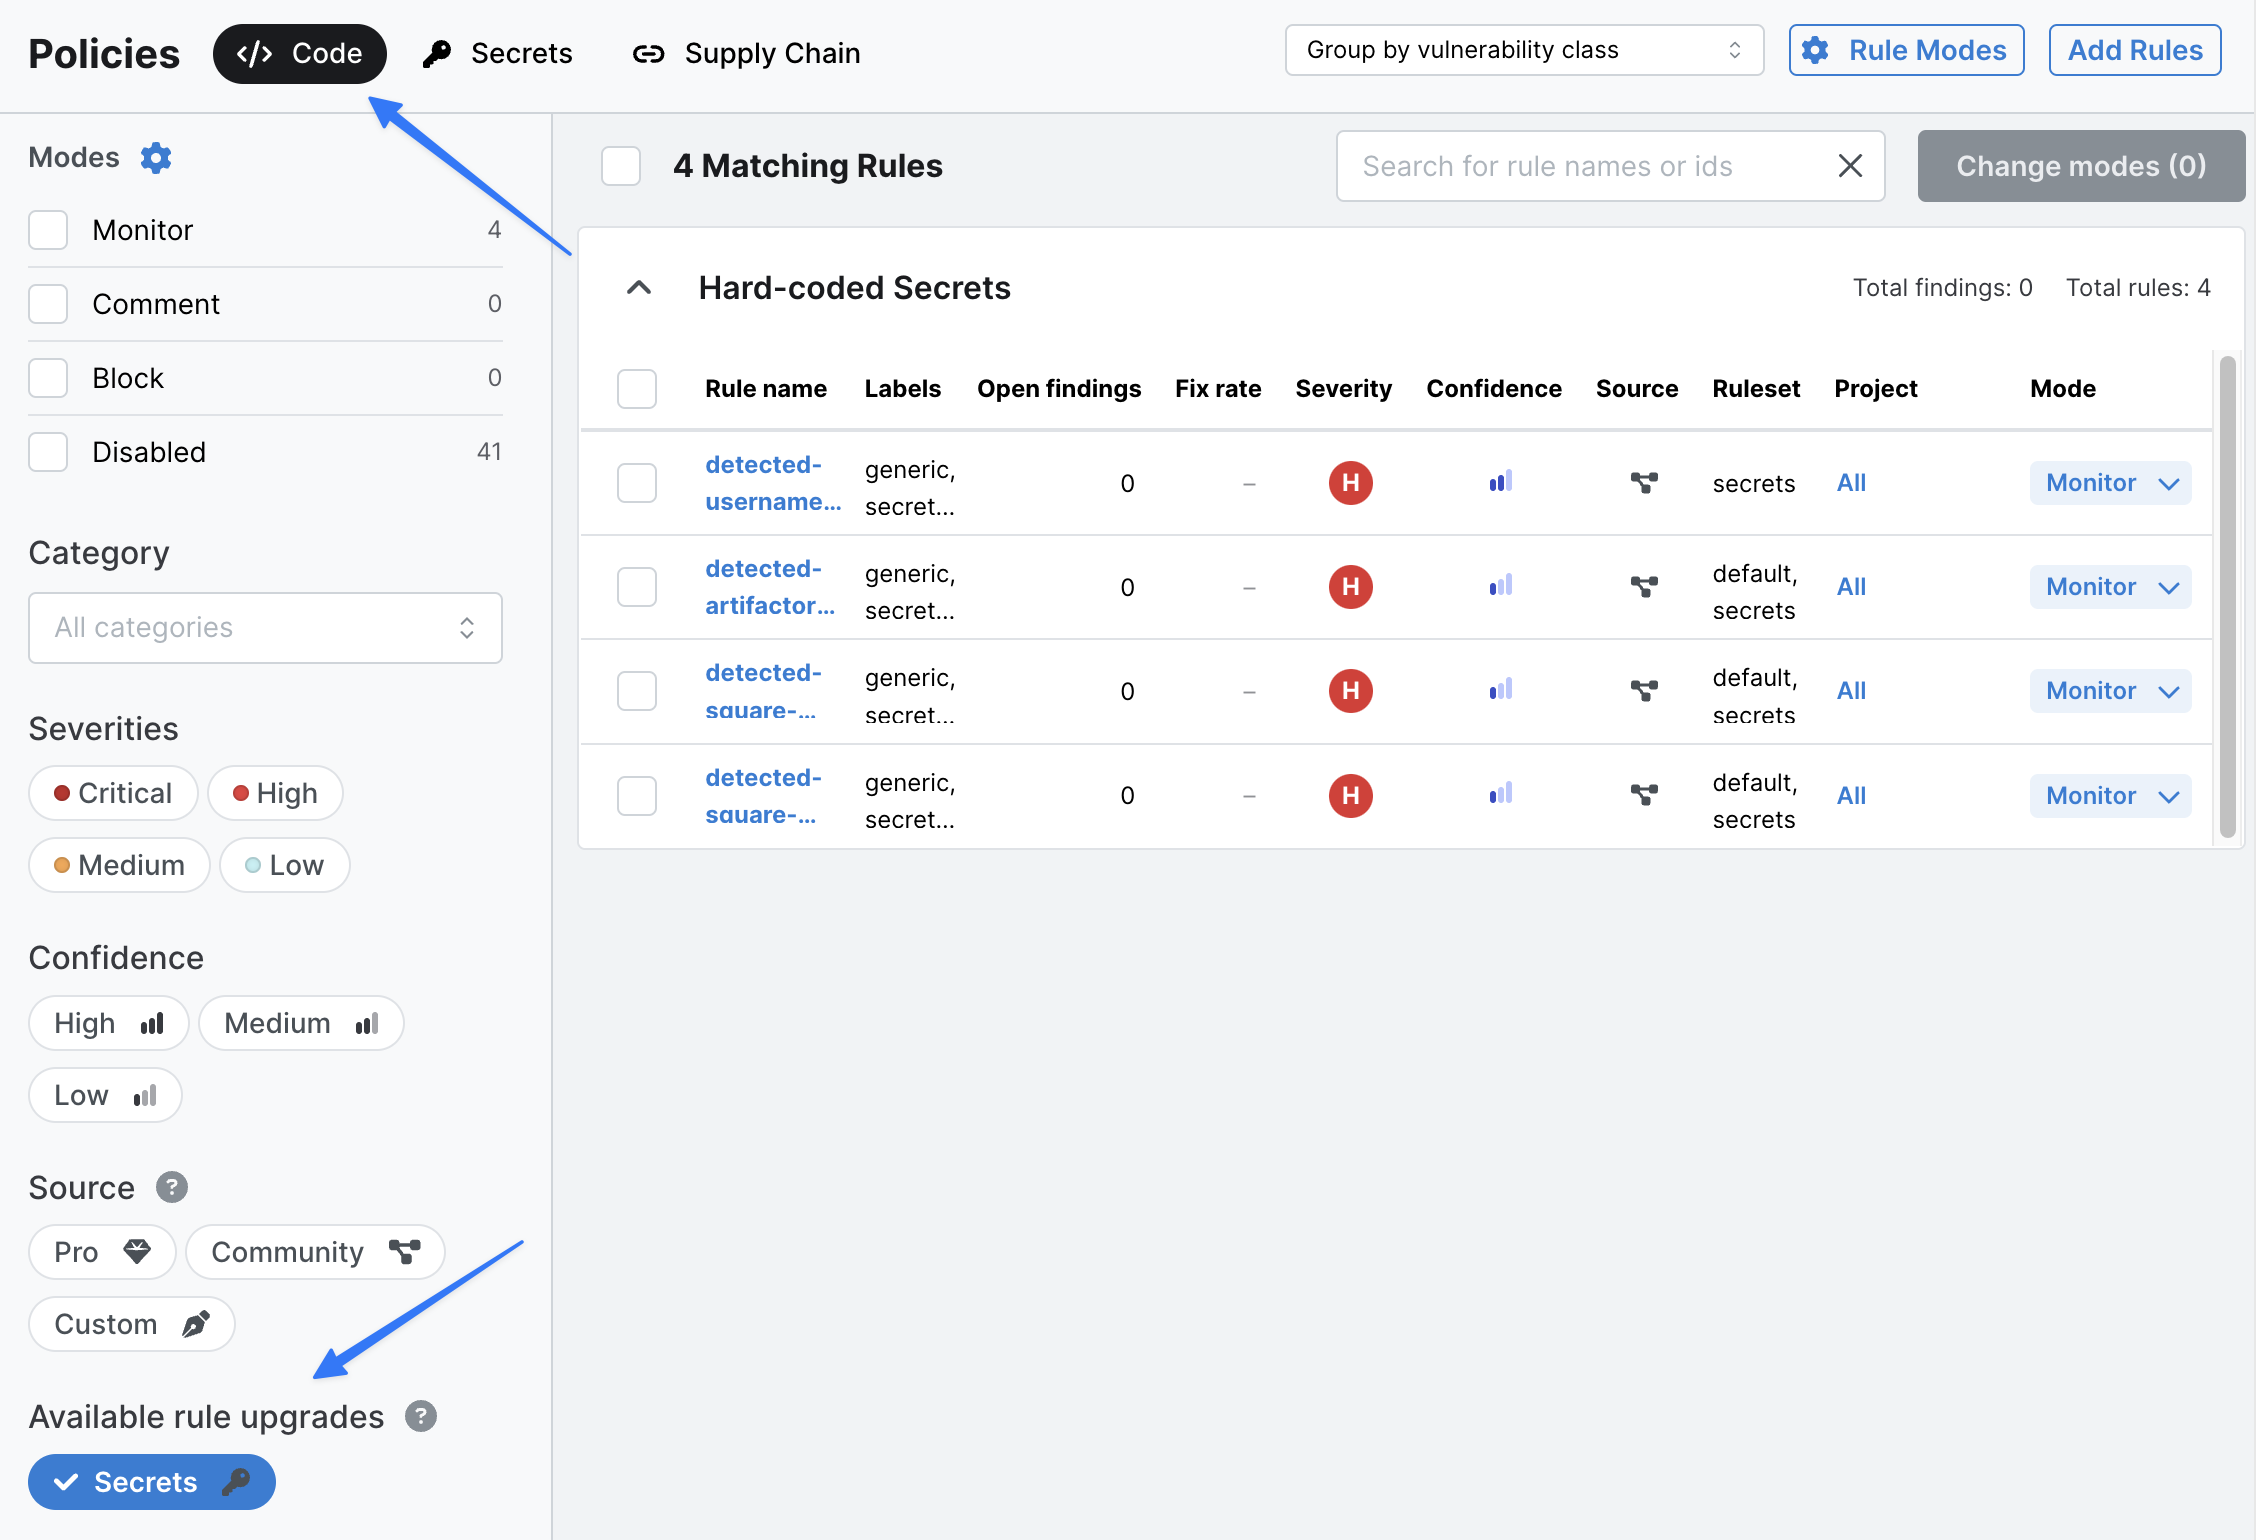 Policies Code Secrets Supply Chain Group by vulnerability class Rule Modes Add Rules
Modes
Monitor 4
Comment 0
Block 0
Disabled 41
Category
All categories
Severities
Critical High
Medium Low
Confidence
High Medium
Low
Source ?
Pro Community
Custom
Available rule upgrades ?
Secrets
4 Matching Rules Search for rule names or ids Change modes (0)
Hard-coded Secrets Total findings: 0 Total rules: 4
Rule name Labels Open findings Fix rate Severity Confidence Source Ruleset Project Mode
detected-username... generic, secret... 0 – H secrets All Monitor
detected-artifactor... generic, secret... 0 – H default, secrets All Monitor
detected-square-... generic, secret... 0 – H default, secrets All Monitor
detected-square-... generic, secret... 0 – H default, secrets All Monitor